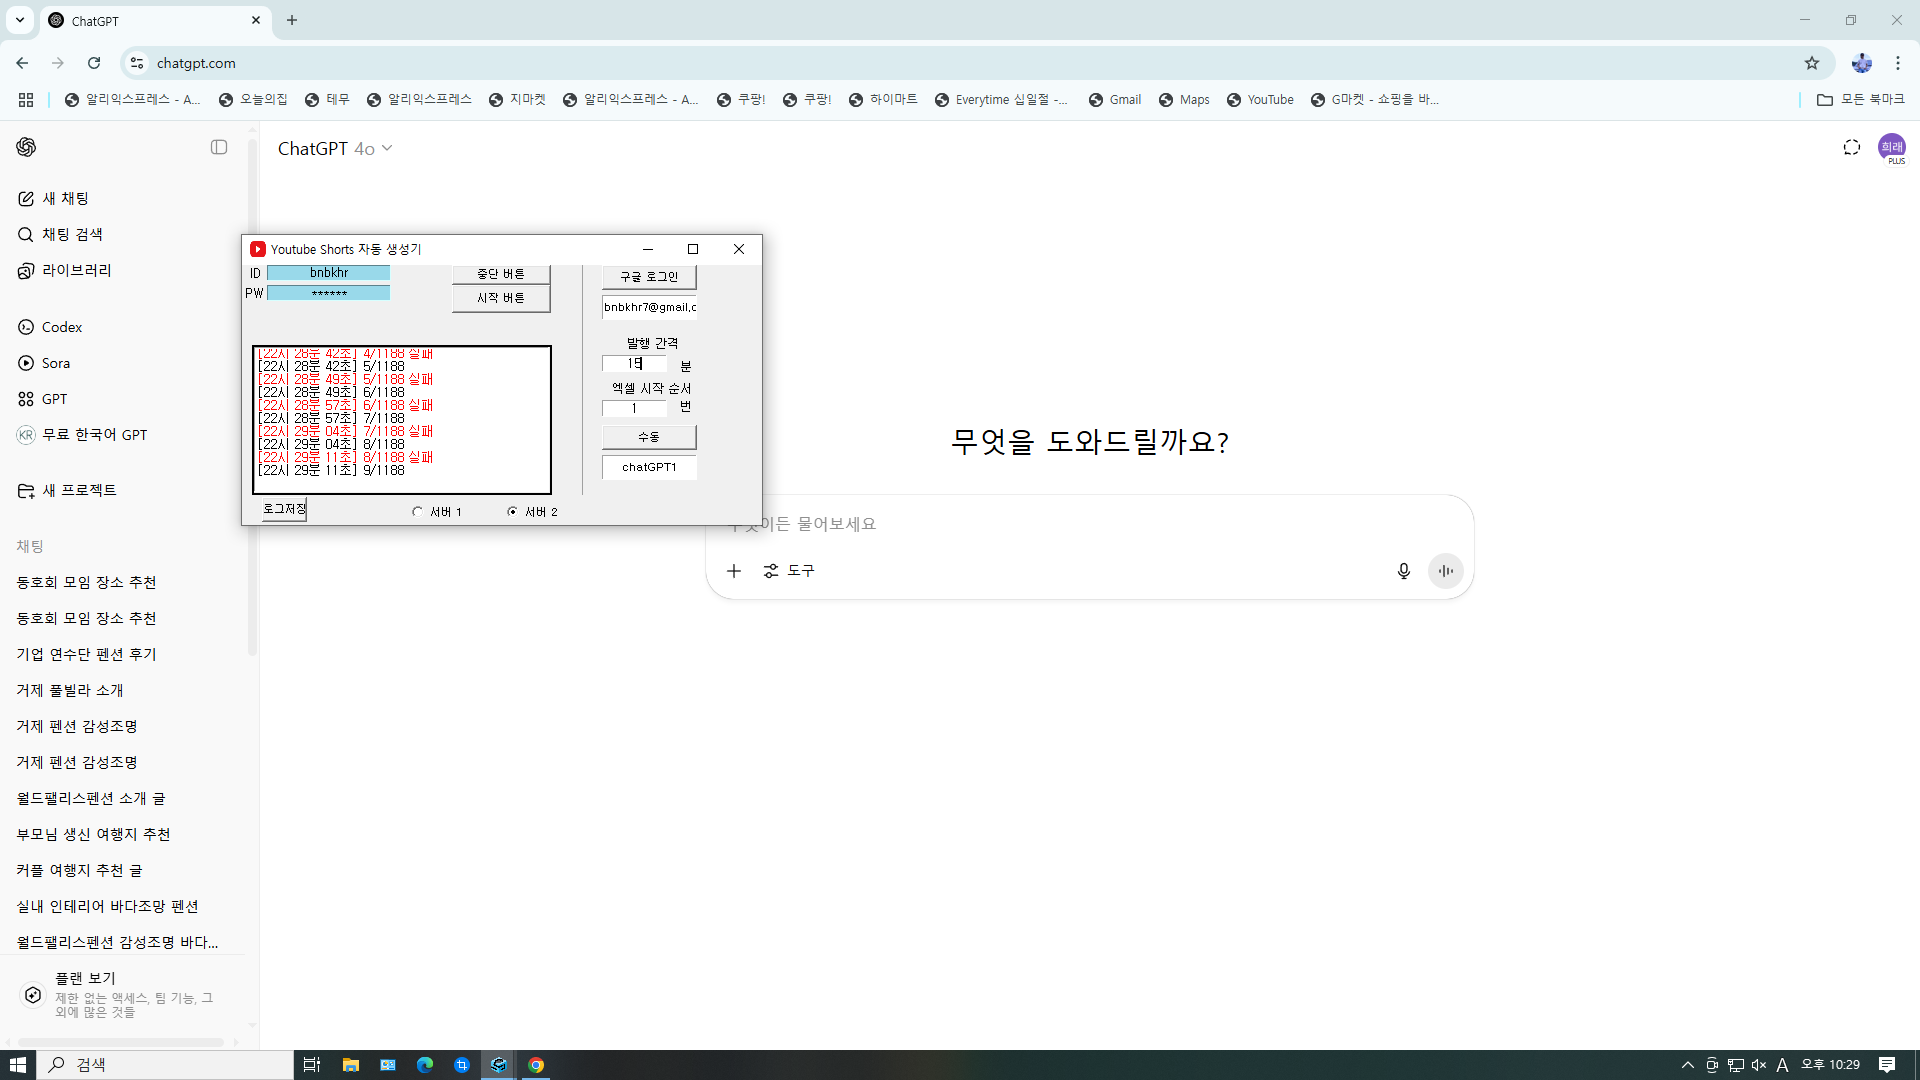 ChatGPT
chatgpt.com
알리익스프레스 - A...
오늘의집
테무
알리익스프레스
지마켓
알리익스프레스 - A...
쿠팡!
쿠팡!
하이마트
Everytime 십일절 -...
Gmail
Maps
YouTube
G마켓 - 쇼핑을 바...
모든 북마크
ChatGPT 4o
회래
PLUS
새 채팅
채팅 검색
라이브러리
Codex
Sora
GPT
KR 무료 한국어 GPT
새 프로젝트
채팅
동호회 모임 장소 추천
동호회 모임 장소 추천
기업 연수단 펜션 후기
거제 풀빌라 소개
거제 펜션 감성조명
거제 펜션 감성조명
월드팰리스펜션 소개 글
부모님 생신 여행지 추천
커플 여행지 추천 글
실내 인테리어 바다조망 펜션
월드팰리스펜션 감성조명 바다...
플랜 보기
제한 없는 액세스, 팀 기능, 그
외에 많은 것들
Youtube Shorts 자동 생성기
ID bnbkhr
PW ******
중단 버튼
시작 버튼
구글 로그인
bnbkhr7@gmail.c
발행 간격
15 분
엑셀 시작 순서
1 번
수동
chatGPT1
[22시 28분 42초] 4/1188 실패
[22시 28분 42초] 5/1188
[22시 28분 49초] 5/1188 실패
[22시 28분 49초] 6/1188
[22시 28분 57초] 6/1188 실패
[22시 28분 57초] 7/1188
[22시 29분 04초] 7/1188 실패
[22시 29분 04초] 8/1188
[22시 29분 11초] 8/1188 실패
[22시 29분 11초] 9/1188
로그저장
서버 1
서버 2
무엇을 도와드릴까요?
이든 물어보세요
도구
검색
A
오후 10:29